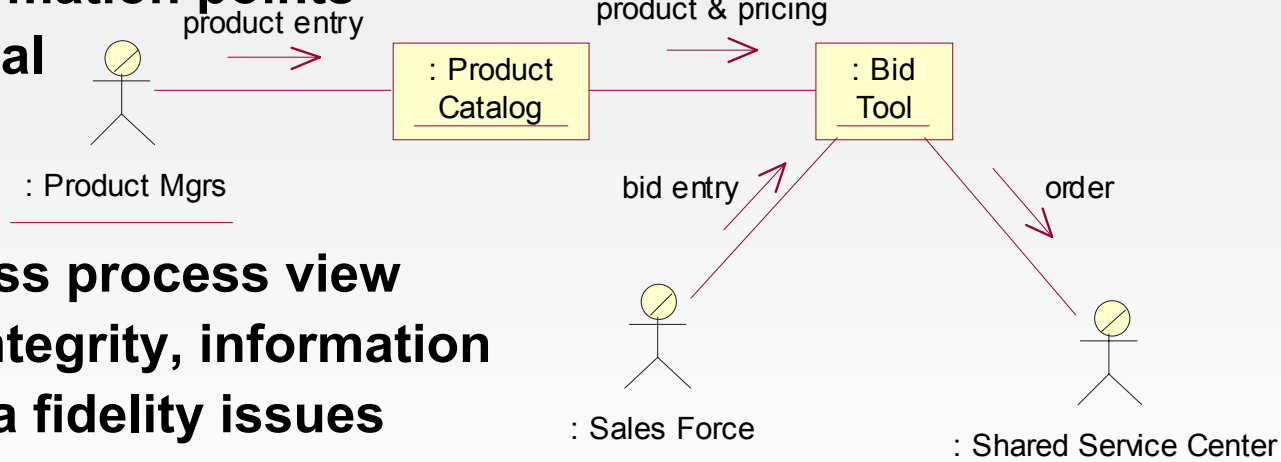 product & pricing
product entry
al
: Product
Catalog
: Bid
Tool
: Product Mgrs
bid entry
order
ss process view
ntegrity, information
a fidelity issues
: Sales Force
: Shared Service Center